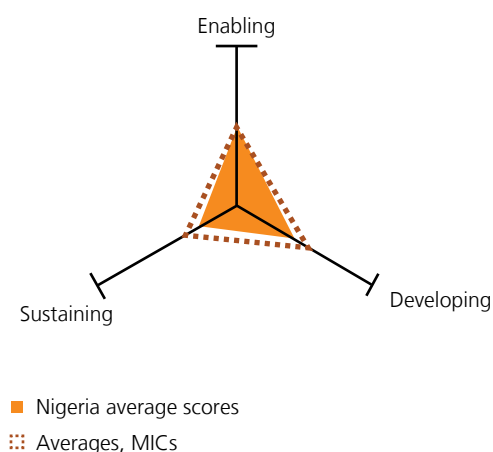 Enabling
Sustaining
Developing
Nigeria average scores
Averages, MICs